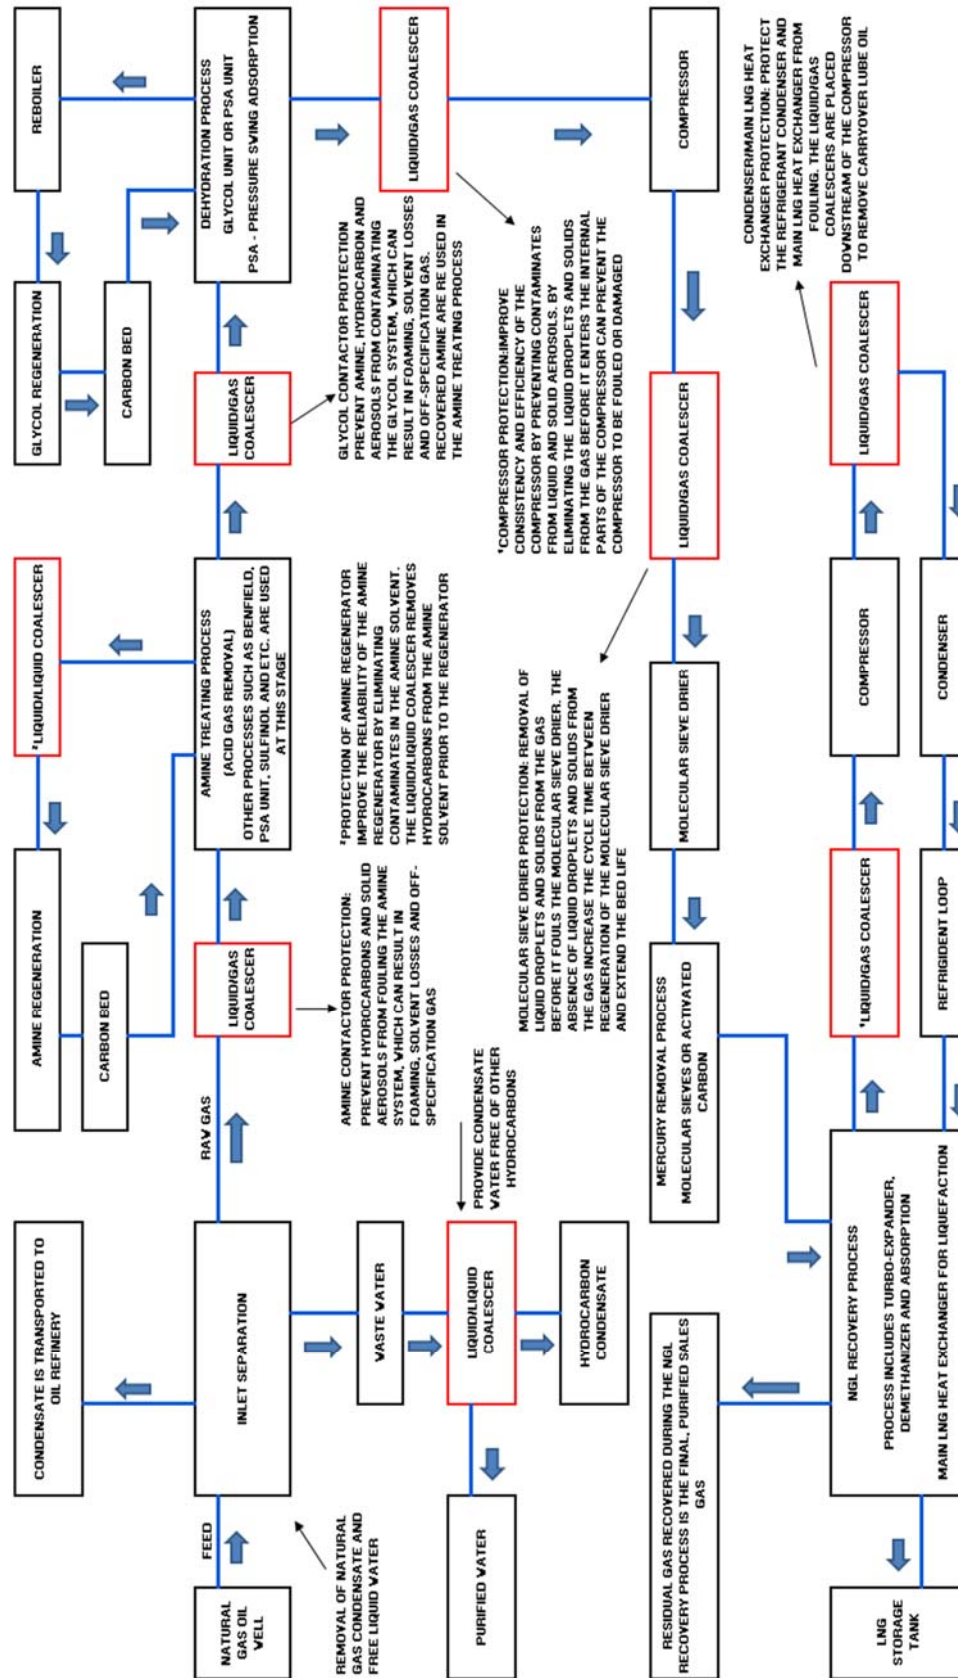 NATURAL
GAS OIL
WELL
FEED
REMOVAL OF NATURAL
GAS CONDENSATE AND
FREE LIQUID WATER
CONDENSATE IS TRANSPORTED TO
OIL REFINERY
INLET SEPARATION
WASTE WATER
LIQUID/LIQUID
COALESCER
HYDROCARBON
CONDENSATE
PURIFIED WATER
PROVIDE CONDENSATE
WATER FREE OF OTHER
HYDROCARBONS
RAW GAS
LIQUID/GAS
COALESCER
AMINE CONTACTOR PROTECTION:
PREVENT HYDROCARBONS AND SOLID
AEROSOLS FROM FOULING THE AMINE
SYSTEM, WHICH CAN RESULT IN
FOAMING, SOLVENT LOSSES AND OFF-
SPECIFICATION GAS
AMINE REGENERATION
CARBON BED
*LIQUID/LIQUID COALESCER
AMINE TREATING PROCESS
(ACID GAS REMOVAL)
OTHER PROCESSES SUCH AS BENFIELD,
PSA UNIT, SULFINOL AND ETC. ARE USED
AT THIS STAGE
*PROTECTION OF AMINE REGENERATOR
IMPROVE THE RELIABILITY OF THE AMINE
REGENERATOR BY ELIMINATING
CONTAMINATES IN THE AMINE SOLVENT.
THE LIQUID/LIQUID COALESCER REMOVES
HYDROCARBONS FROM THE AMINE
SOLVENT PRIOR TO THE REGENERATOR
LIQUID/GAS
COALESCER
GLYCOL CONTACTOR PROTECTION
PREVENT AMINE, HYDROCARBON AND
AEROSOLS FROM CONTAMINATING
THE GLYCOL SYSTEM, WHICH CAN
RESULT IN FOAMING, SOLVENT LOSSES
AND OFF-SPECIFICATION GAS.
RECOVERED AMINE ARE RE USED IN
THE AMINE TREATING PROCESS
GLYCOL REGENERATION
CARBON BED
REBOILER
DEHYDRATION PROCESS
GLYCOL UNIT OR PSA UNIT
PSA - PRESSURE SWING ADSORPTION
LIQUID/GAS COALESCER
*COMPRESSOR PROTECTION:IMPROVE
CONSISTENCY AND EFFICIENCY OF THE
COMPRESSOR BY PREVENTING CONTAMINATES
FROM LIQUID AND SOLID AEROSOLS. BY
ELIMINATING THE LIQUID DROPLETS AND SOLIDS
FROM THE GAS BEFORE IT ENTERS THE INTERNAL
PARTS OF THE COMPRESSOR CAN PREVENT THE
COMPRESSOR TO BE FOULED OR DAMAGED
COMPRESSOR
LIQUID/GAS COALESCER
MOLECULAR SIEVE DRIER PROTECTION: REMOVAL OF
LIQUID DROPLETS AND SOLIDS FROM THE GAS
BEFORE IT FOULS THE MOLECULAR SIEVE DRIER. THE
ABSENCE OF LIQUID DROPLETS AND SOLIDS FROM
THE GAS INCREASE THE CYCLE TIME BETWEEN
REGENERATION OF THE MOLECULAR SIEVE DRIER
AND EXTEND THE BED LIFE
MOLECULAR SIEVE DRIER
MERCURY REMOVAL PROCESS
MOLECULAR SIEVES OR ACTIVATED
CARBON
RESIDUAL GAS RECOVERED DURING THE NGL
RECOVERY PROCESS IS THE FINAL, PURIFIED SALES
GAS
NGL RECOVERY PROCESS
PROCESS INCLUDES TURBO-EXPANDER,
DEMETHANIZER AND ABSORPTION
MAIN LNG HEAT EXCHANGER FOR LIQUEFACTION
LNG
STORAGE
TANK
*LIQUID/GAS COALESCER
COMPRESSOR
LIQUID/GAS COALESCER
CONDENSER/MAIN LNG HEAT
EXCHANGER PROTECTION: PROTECT
THE REFRIGERANT CONDENSER AND
MAIN LNG HEAT EXCHANGER FROM
FOULING. THE LIQUID/GAS
COALESCERS ARE PLACED
DOWNSTREAM OF THE COMPRESSOR
TO REMOVE CARRYOVER LUBE OIL
REFRIGIDENT LOOP
CONDENSER